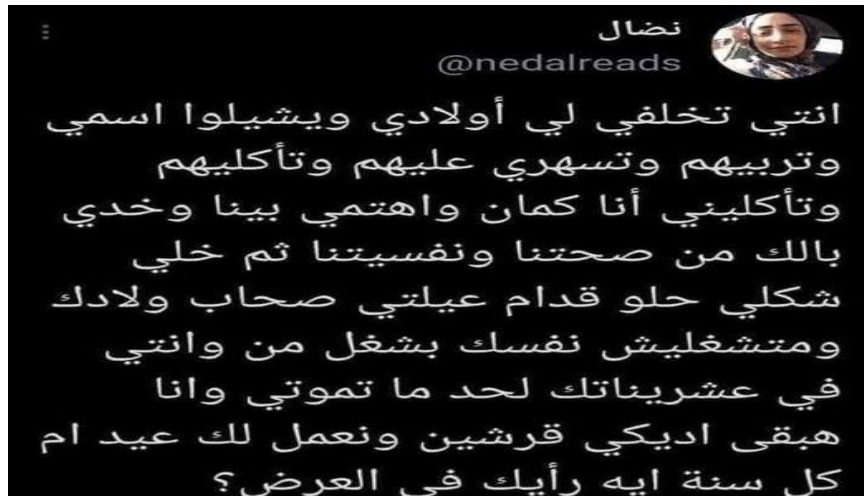 نضال
@nedalreads
انتي تخلفي لي أولادي ويشيلوا اسمي
وتربيهم وتسهري عليهم وتأكليهم
وتأكليني أنا كمان واهتمي بينا وخدي
بالك من صحتنا ونفسيتنا ثم خلي
شكلي حلو قدام عيلتي صحاب ولادك
ومتشغليش نفسك بشغل من وانتي
في عشريناتك لحد ما تموتي وانا
هبقى اديكي قرشين ونعمل لك عيد ام
كل سنة ايه رأيك في العرض؟